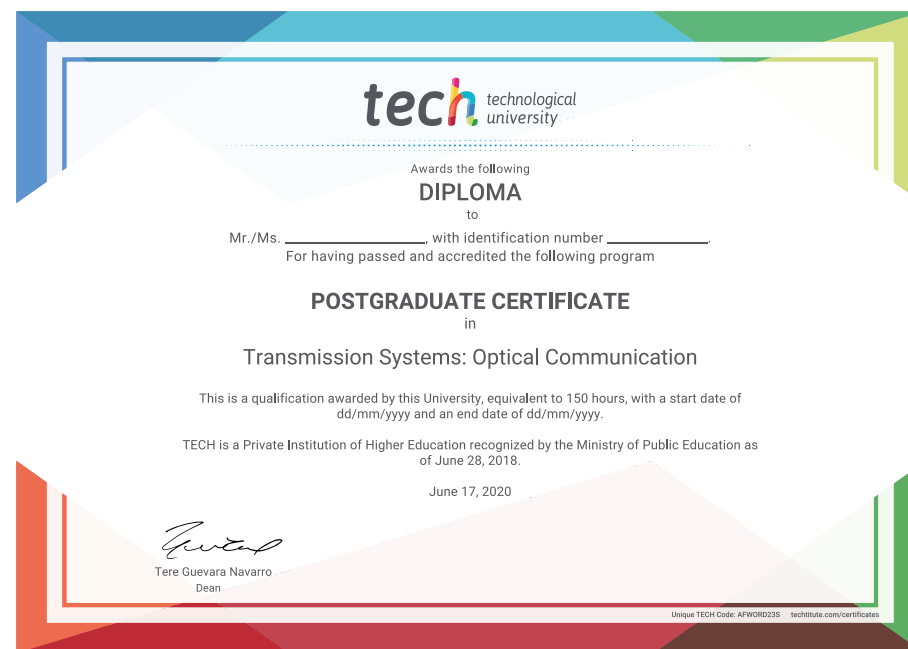 tech technological
university
Awards the following
DIPLOMA
to
Mr./Ms. ____________________, with identification number ______________.
For having passed and accredited the following program
POSTGRADUATE CERTIFICATE
in
Transmission Systems: Optical Communication
This is a qualification awarded by this University, equivalent to 150 hours, with a start date of
dd/mm/yyyy and an end date of dd/mm/yyyy.
TECH is a Private Institution of Higher Education recognized by the Ministry of Public Education as
of June 28, 2018.
June 17, 2020
Tere Guevara Navarro
Dean
Unique TECH Code: AFWORD23S techtitute.com/certificates